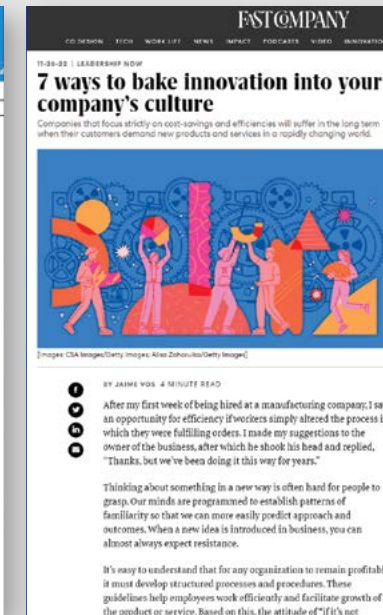 FAST COMPANY
CO.DESIGN TECH WORK LIFE NEWS IMPACT PODCASTS VIDEO INNOVATION
11-26-22 | LEADERSHIP NOW
7 ways to bake innovation into your
company's culture
Companies that focus strictly on cost-savings and efficiencies will suffer in the long term
when their customers demand new products and services in a rapidly changing world.
[Images: CSA Images/Getty Images; Alisa Zahoruiko/Getty Images]
BY JAIME VOS 4 MINUTE READ
After my first week of being hired at a manufacturing company, I sa
an opportunity for efficiency if workers simply altered the process i
which they were fulfilling orders. I made my suggestions to the
owner of the business, after which he shook his head and replied,
"Thanks, but we've been doing it this way for years."
Thinking about something in a new way is often hard for people to
grasp. Our minds are programmed to establish patterns of
familiarity so that we can more easily predict approach and
outcomes. When a new idea is introduced in business, you can
almost always expect resistance.
It's easy to understand that for any organization to remain profitabl
it must develop structured processes and procedures. These
guidelines help employees work efficiently and facilitate growth of
the product or service. Based on this, the attitude of "if it's not